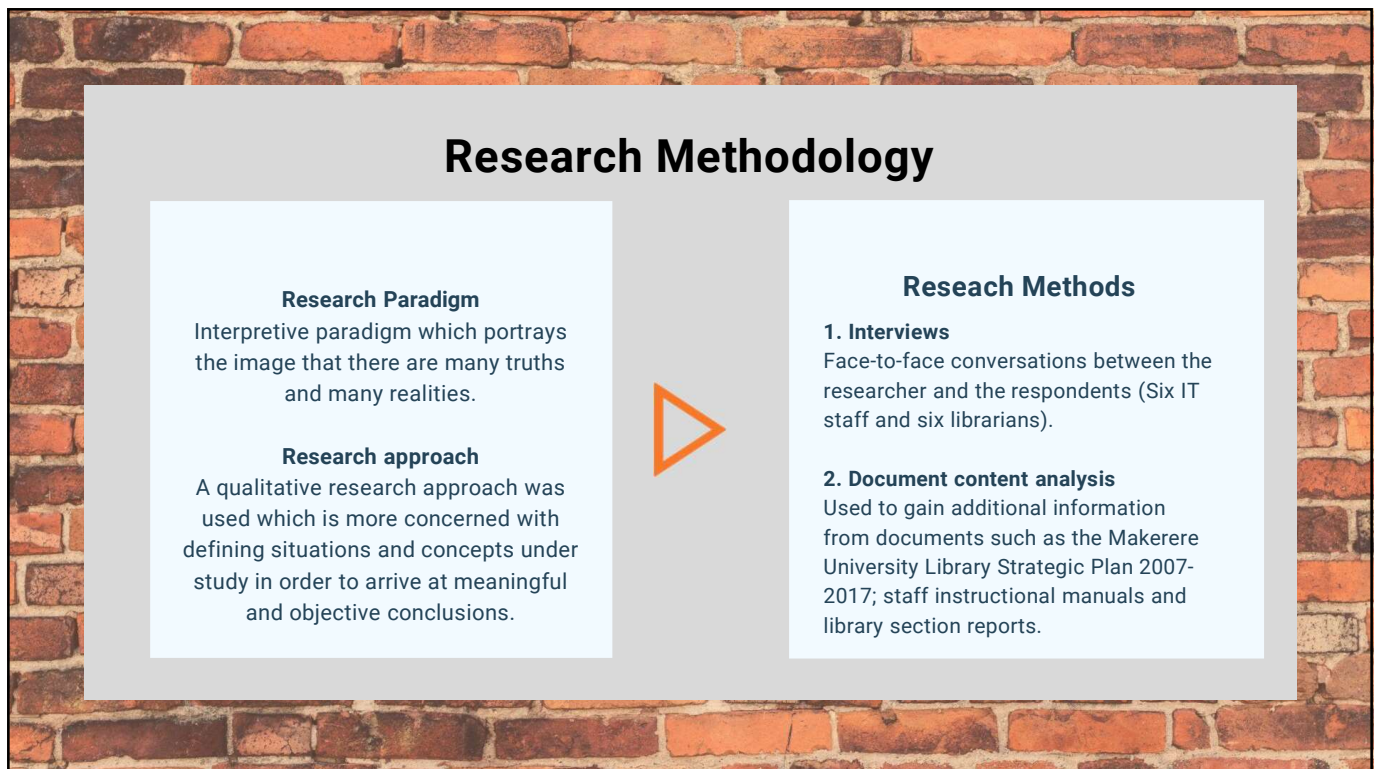 Research Methodology
Research Paradigm
Interpretive paradigm which portrays
the image that there are many truths
and many realities.
Research approach
A qualitative research approach was
used which is more concerned with
defining situations and concepts under
study in order to arrive at meaningful
and objective conclusions.
Reseach Methods
1. Interviews
Face-to-face conversations between the
researcher and the respondents (Six IT
staff and six librarians).
2. Document content analysis
Used to gain additional information
from documents such as the Makerere
University Library Strategic Plan 2007-
2017; staff instructional manuals and
library section reports.